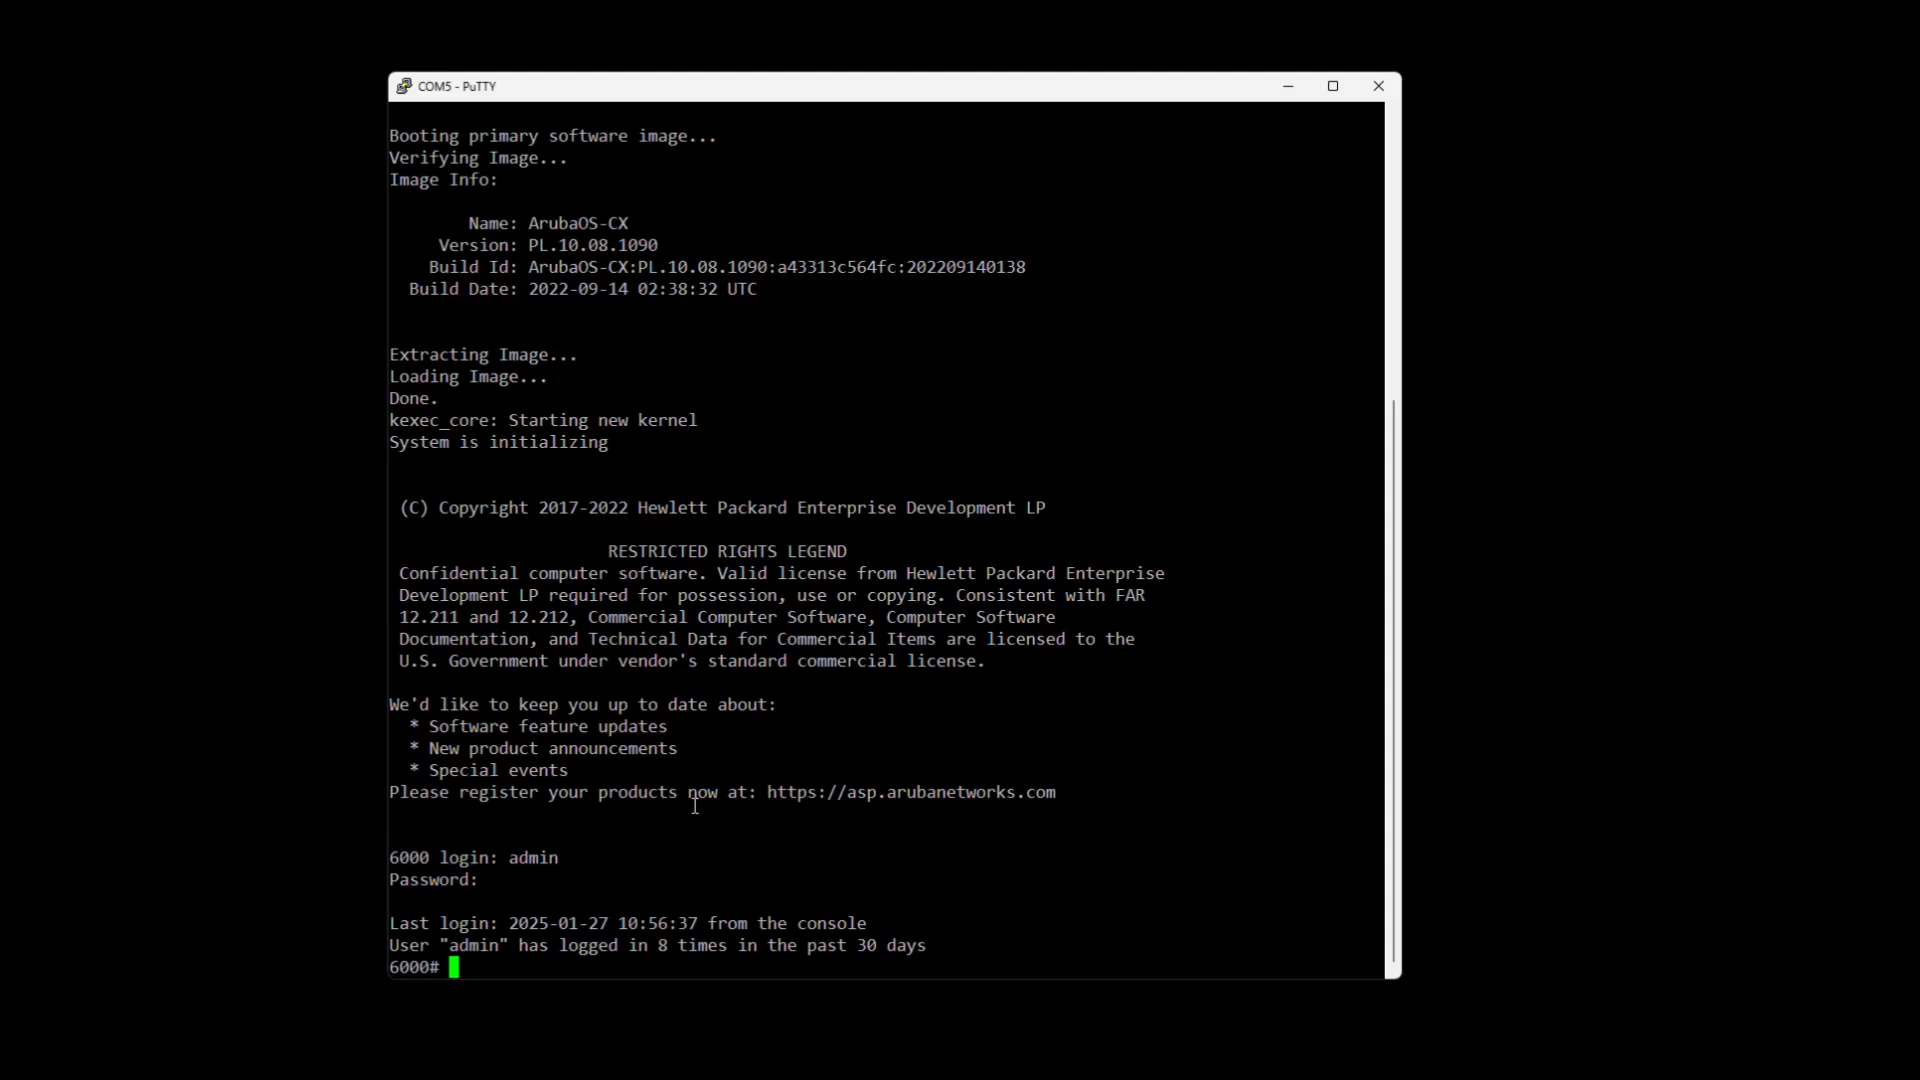 COM5 - PuTTY
Booting primary software image...
Verifying Image...
Image Info:
Name: ArubaOS-CX
Version: PL.10.08.1090
Build Id: ArubaOS-CX:PL.10.08.1090:a43313c564fc:202209140138
Build Date: 2022-09-14 02:38:32 UTC
Extracting Image...
Loading Image...
Done.
kexec_core: Starting new kernel
System is initializing
(C) Copyright 2017-2022 Hewlett Packard Enterprise Development LP
RESTRICTED RIGHTS LEGEND
Confidential computer software. Valid license from Hewlett Packard Enterprise
Development LP required for possession, use or copying. Consistent with FAR
12.211 and 12.212, Commercial Computer Software, Computer Software
Documentation, and Technical Data for Commercial Items are licensed to the
U.S. Government under vendor's standard commercial license.
We'd like to keep you up to date about:
* Software feature updates
* New product announcements
* Special events
Please register your products now at: https://asp.arubanetworks.com
6000 login: admin
Password:
Last login: 2025-01-27 10:56:37 from the console
User "admin" has logged in 8 times in the past 30 days
6000#